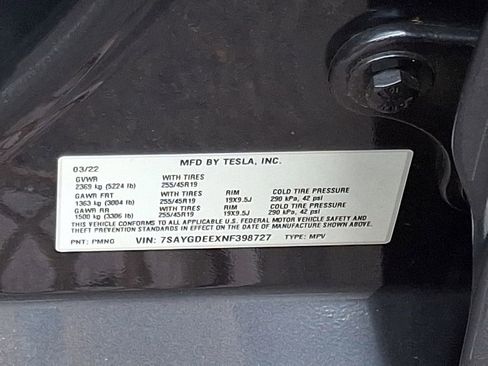 MFD BY TESLA, INC.
03/22
GVWR WITH TIRES
2369 kg (5224 lb) 255/45R19
GAWR FRT WITH TIRES RIM COLD TIRE PRESSURE
1363 kg (3004 lb) 255/45R19 19X9.5J 290 kPa, 42 psi
GAWR RR WITH TIRES RIM COLD TIRE PRESSURE
1500 kg (3306 lb) 255/45R19 19X9.5J 290 kPa, 42 psi
THIS VEHICLE CONFORMS TO ALL APPLICABLE U.S. FEDERAL MOTOR VEHICLE SAFETY AND
THEFT PREVENTION STANDARDS IN EFFECT ON THE DATE OF MANUFACTURE SHOWN ABOVE.
PNT: PMNG VIN: 7SAYGDEEXNF398727 TYPE: MPV